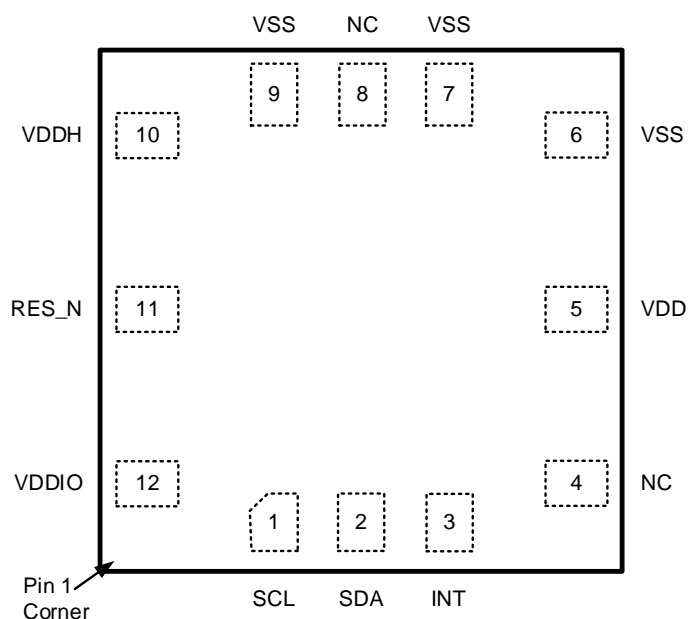 VSS NC VSS
9 8 7
VDDH 10 6 VSS
RES_N 11 5 VDD
VDDIO 12 4 NC
1 2 3
Pin 1
Corner
SCL SDA INT